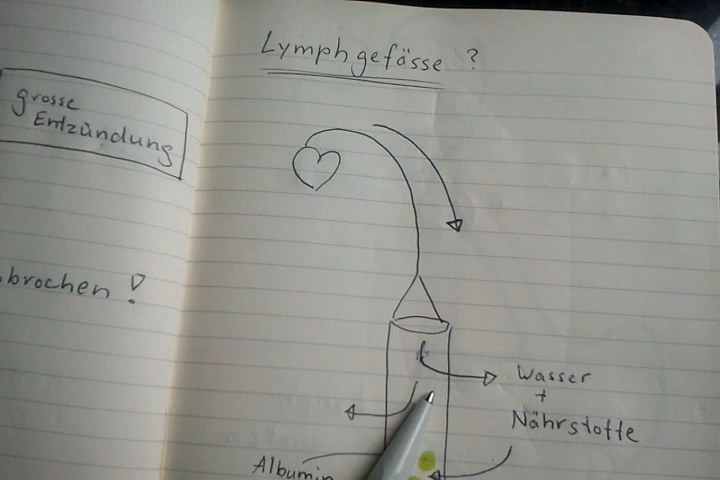 Lymphgefässe ?
grosse
Entzündung
brochen !
Wasser
+
Nährstoffe
Albumin